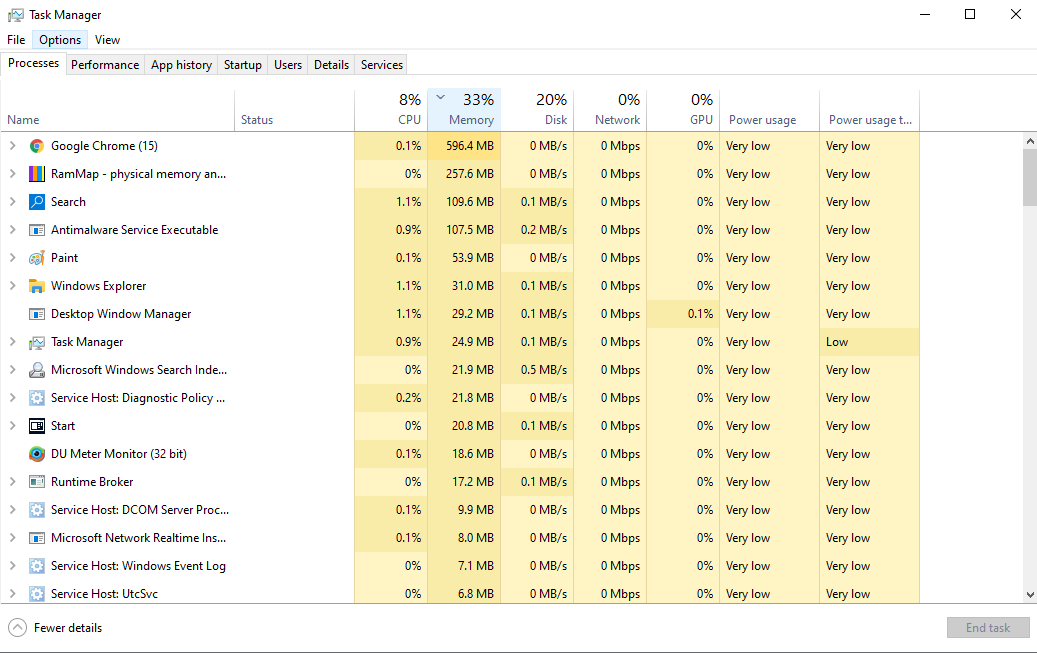 Task Manager
File Options View
Processes Performance App history Startup Users Details Services
8% 33% 20% 0% 0%
Name Status CPU Memory Disk Network GPU Power usage Power usage t...
Google Chrome (15) 0.1% 596.4 MB 0 MB/s 0 Mbps 0% Very low Very low
RamMap - physical memory an... 0% 257.6 MB 0 MB/s 0 Mbps 0% Very low Very low
Search 1.1% 109.6 MB 0.1 MB/s 0 Mbps 0% Very low Very low
Antimalware Service Executable 0.9% 107.5 MB 0.2 MB/s 0 Mbps 0% Very low Very low
Paint 0.1% 53.9 MB 0 MB/s 0 Mbps 0% Very low Very low
Windows Explorer 1.1% 31.0 MB 0.1 MB/s 0 Mbps 0% Very low Very low
Desktop Window Manager 1.1% 29.2 MB 0.1 MB/s 0 Mbps 0.1% Very low Very low
Task Manager 0.9% 24.9 MB 0.1 MB/s 0 Mbps 0% Very low Low
Microsoft Windows Search Inde... 0% 21.9 MB 0.5 MB/s 0 Mbps 0% Very low Very low
Service Host: Diagnostic Policy ... 0.2% 21.8 MB 0 MB/s 0 Mbps 0% Very low Very low
Start 0% 20.8 MB 0.1 MB/s 0 Mbps 0% Very low Very low
DU Meter Monitor (32 bit) 0.1% 18.6 MB 0 MB/s 0 Mbps 0% Very low Very low
Runtime Broker 0% 17.2 MB 0.1 MB/s 0 Mbps 0% Very low Very low
Service Host: DCOM Server Proc... 0.1% 9.9 MB 0 MB/s 0 Mbps 0% Very low Very low
Microsoft Network Realtime Ins... 0.1% 8.0 MB 0 MB/s 0 Mbps 0% Very low Very low
Service Host: Windows Event Log 0% 7.1 MB 0 MB/s 0 Mbps 0% Very low Very low
Service Host: UtcSvc 0% 6.8 MB 0 MB/s 0 Mbps 0% Very low Very low
Fewer details End task